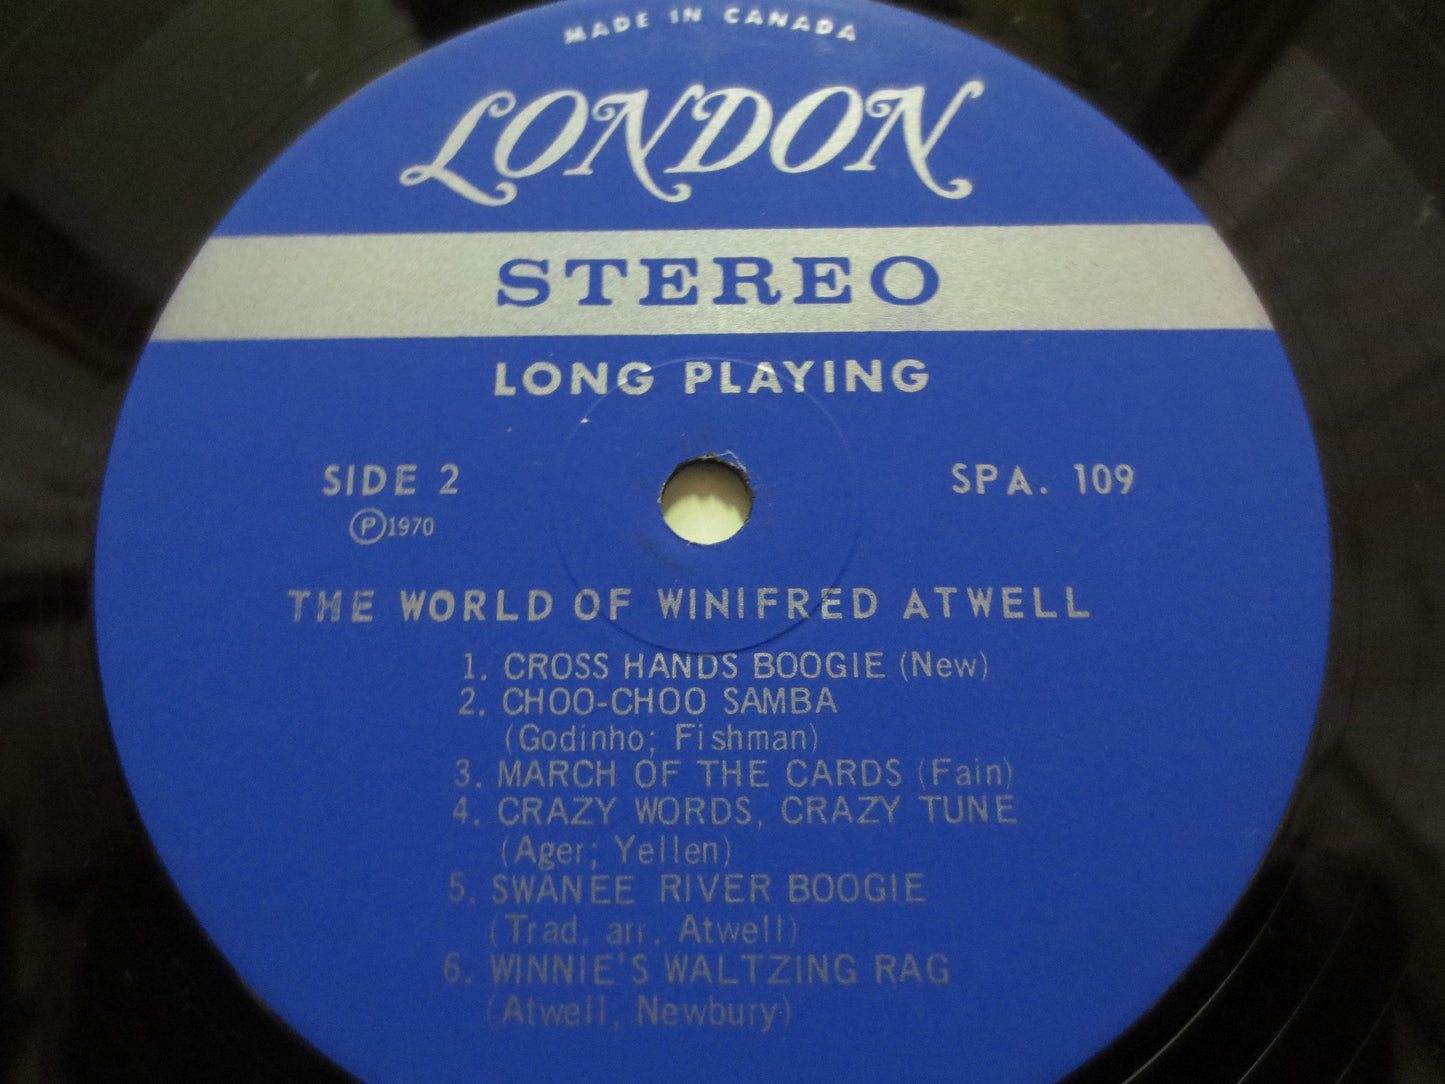 MADE IN CANADA
LONDON
STEREO
LONG PLAYING
SIDE 2 SPA. 109
Ⓟ1970
THE WORLD OF WINIFRED ATWELL
1. CROSS HANDS BOOGIE (New)
2. CHOO-CHOO SAMBA
(Godinho; Fishman)
3. MARCH OF THE CARDS (Fain)
4. CRAZY WORDS, CRAZY TUNE
(Ager; Yellen)
5. SWANEE RIVER BOOGIE
(Trad. arr. Atwell)
6. WINNIE'S WALTZING RAG
(Atwell, Newbury)